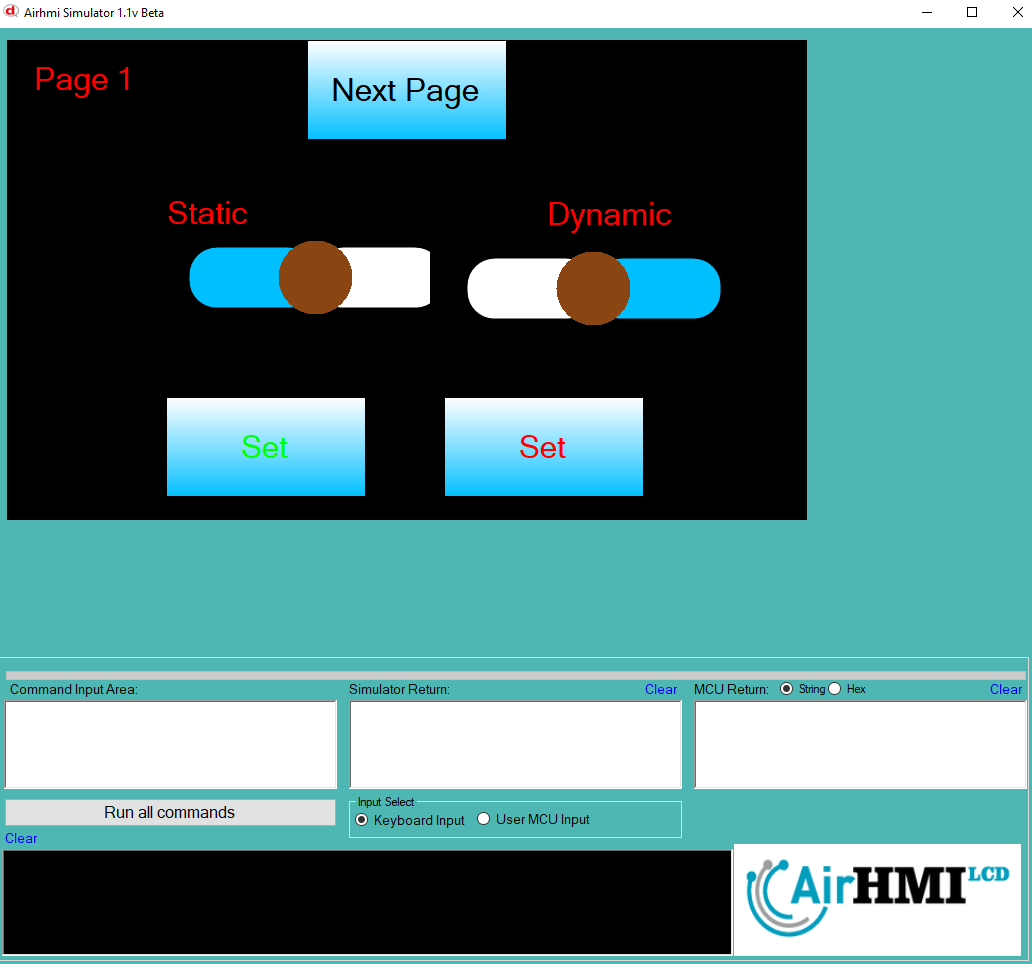 Airhmi Simulator 1.1v Beta
Page 1
Next Page
Static
Dynamic
Set
Set
Command Input Area:
Simulator Return:
Clear
MCU Return:
String
Hex
Clear
Run all commands
Input Select
Keyboard Input
User MCU Input
Clear
AirHMI LCD